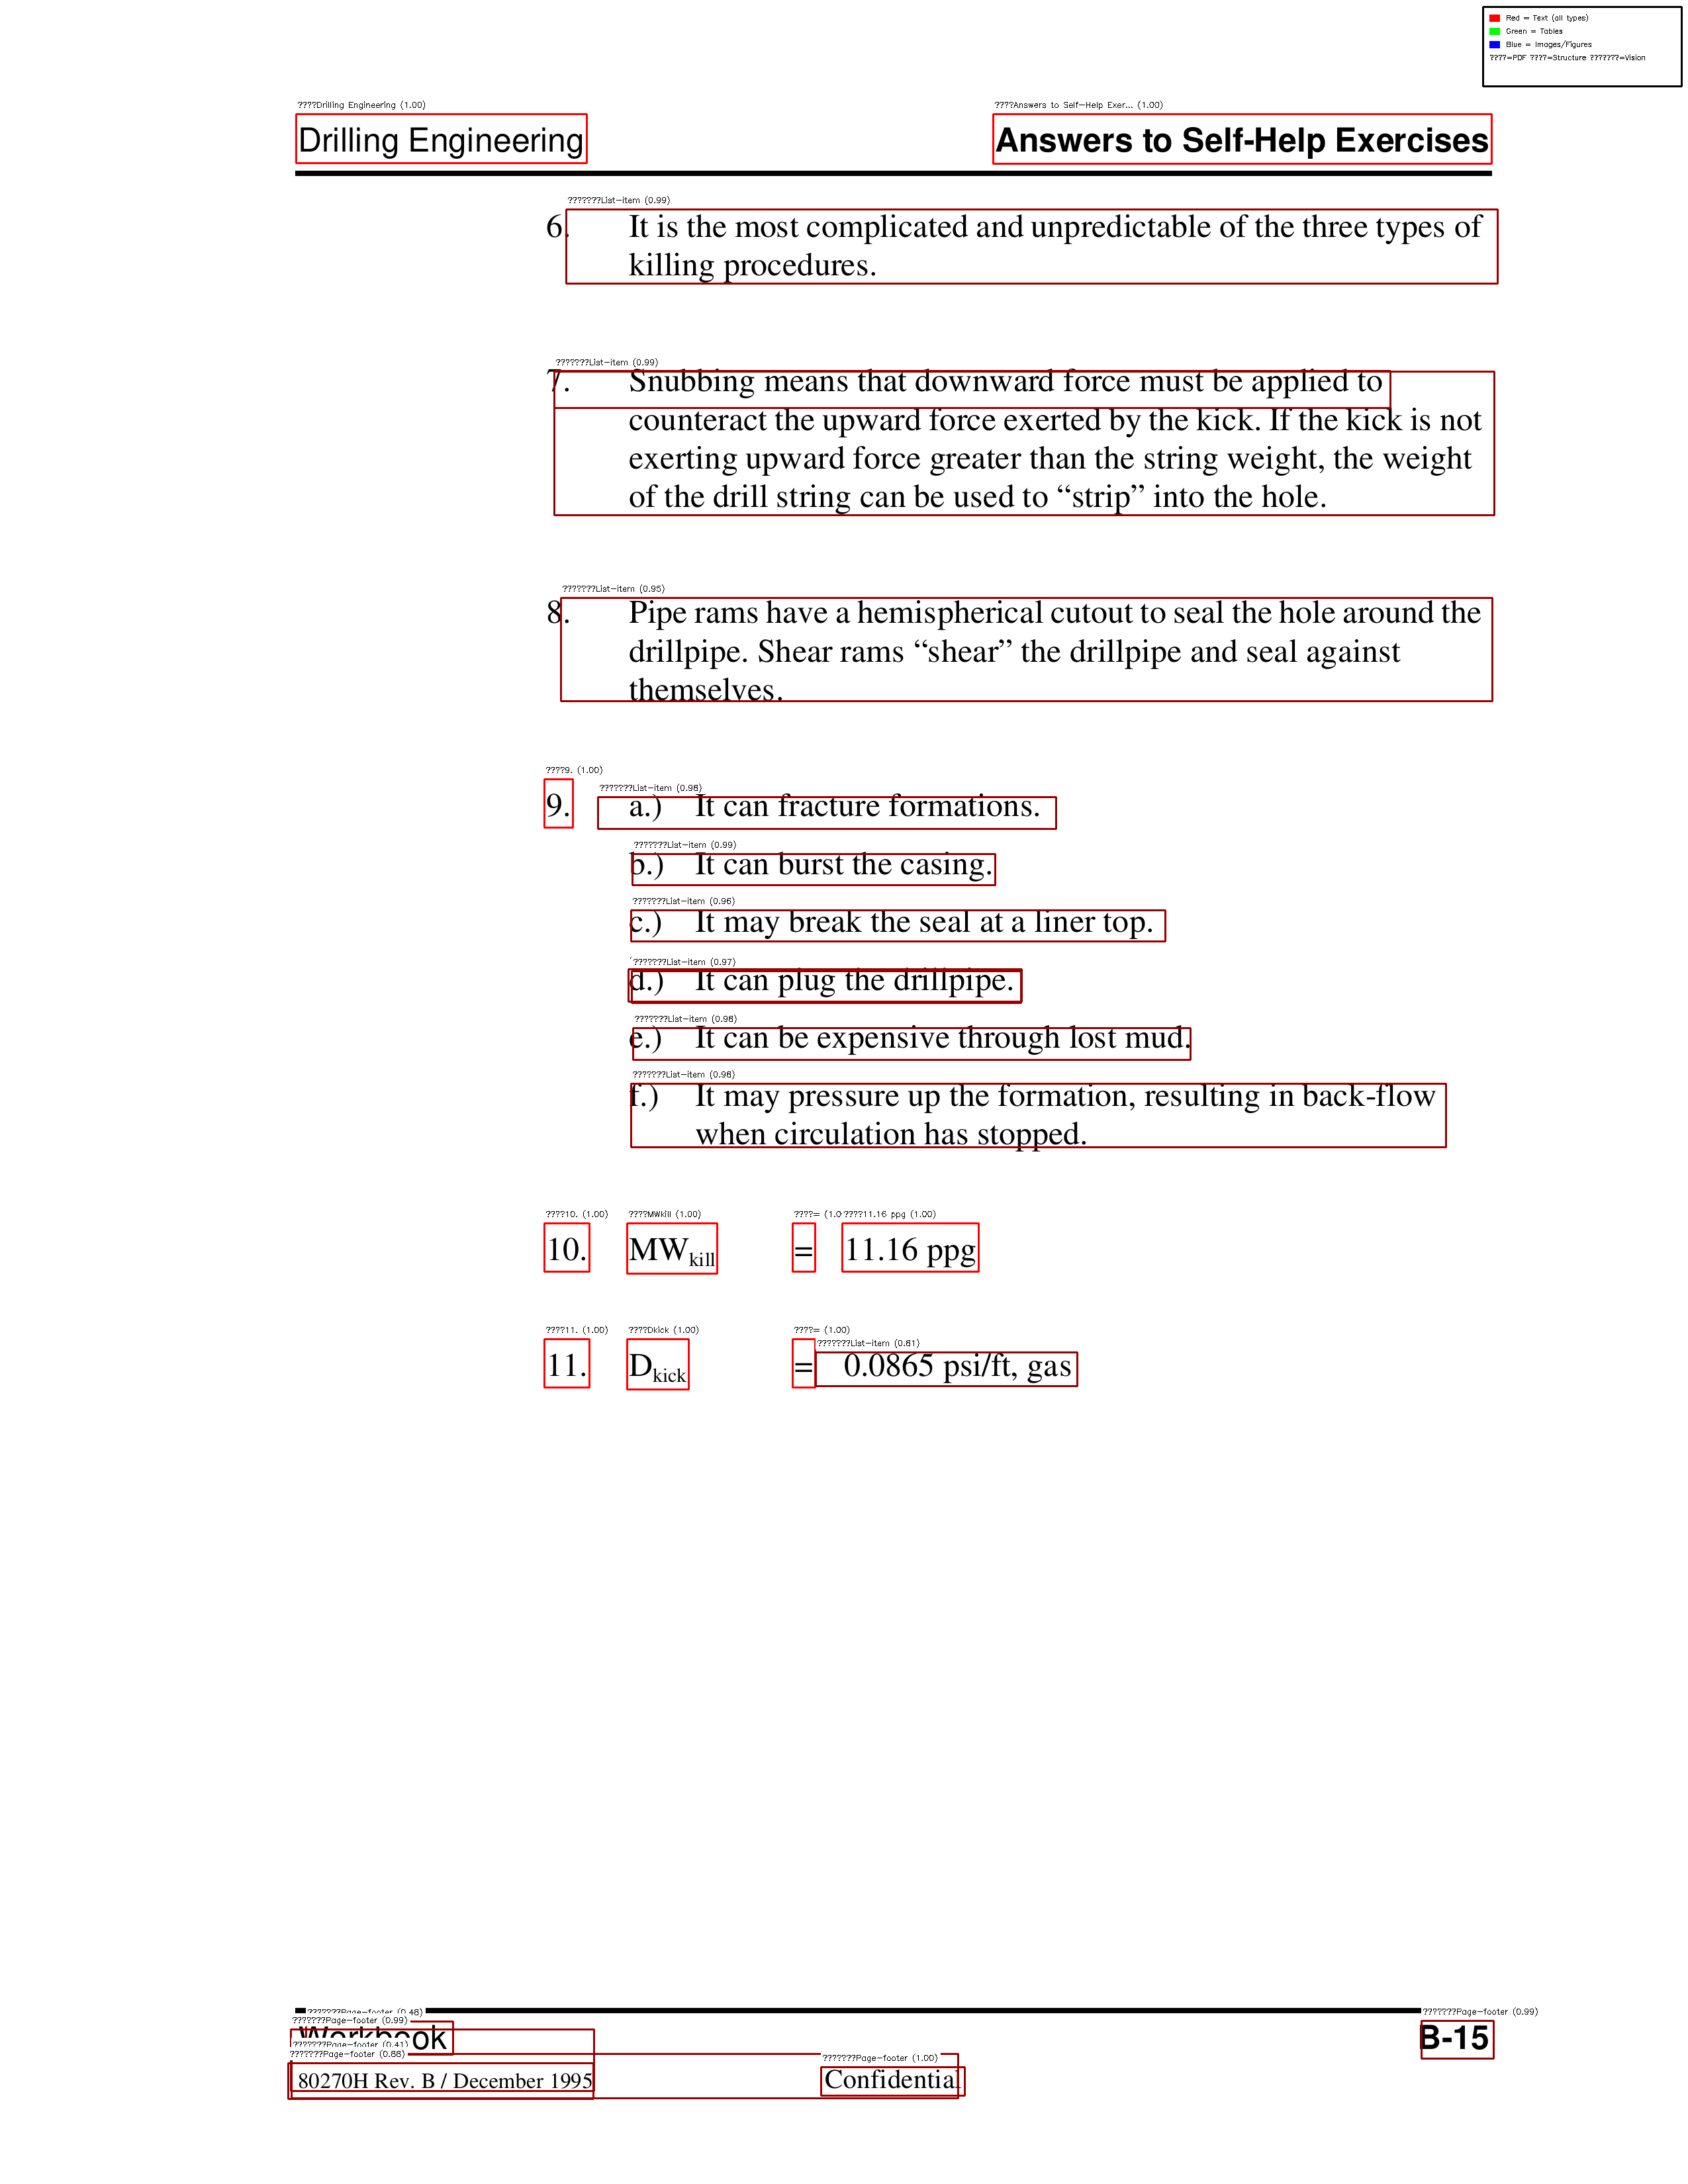 Red = Text (all types)
Green = Tables
Blue = Images/Figures
????=PDF ????=Structure ???????=Vision
????Drilling Engineering (1.00)
????Answers to Self-Help Exer... (1.00)
Drilling Engineering
Answers to Self-Help Exercises
???????List-item (0.99)
6. It is the most complicated and unpredictable of the three types of
killing procedures.
???????List-item (0.99)
7. Snubbing means that downward force must be applied to
counteract the upward force exerted by the kick. If the kick is not
exerting upward force greater than the string weight, the weight
of the drill string can be used to “strip” into the hole.
???????List-item (0.95)
8. Pipe rams have a hemispherical cutout to seal the hole around the
drillpipe. Shear rams “shear” the drillpipe and seal against
themselves.
????9. (1.00)
???????List-item (0.98)
9. a.) It can fracture formations.
???????List-item (0.99)
b.) It can burst the casing.
???????List-item (0.96)
c.) It may break the seal at a liner top.
???????List-item (0.97)
d.) It can plug the drillpipe.
???????List-item (0.98)
e.) It can be expensive through lost mud.
???????List-item (0.98)
f.) It may pressure up the formation, resulting in back-flow
when circulation has stopped.
????10. (1.00) ????MWkill (1.00) ????= (1.0 ????11.16 ppg (1.00)
10. MWkill = 11.16 ppg
????11. (1.00) ????Dkick (1.00) ????= (1.00)
???????List-item (0.81)
11. Dkick = 0.0865 psi/ft, gas
???????Page-footer (0.48)
???????Page-footer (0.99)
???????Page-footer (0.99)
Workbook
B-15
???????Page-footer (0.41)
???????Page-footer (0.88)
???????Page-footer (1.00)
80270H Rev. B / December 1995
Confidential